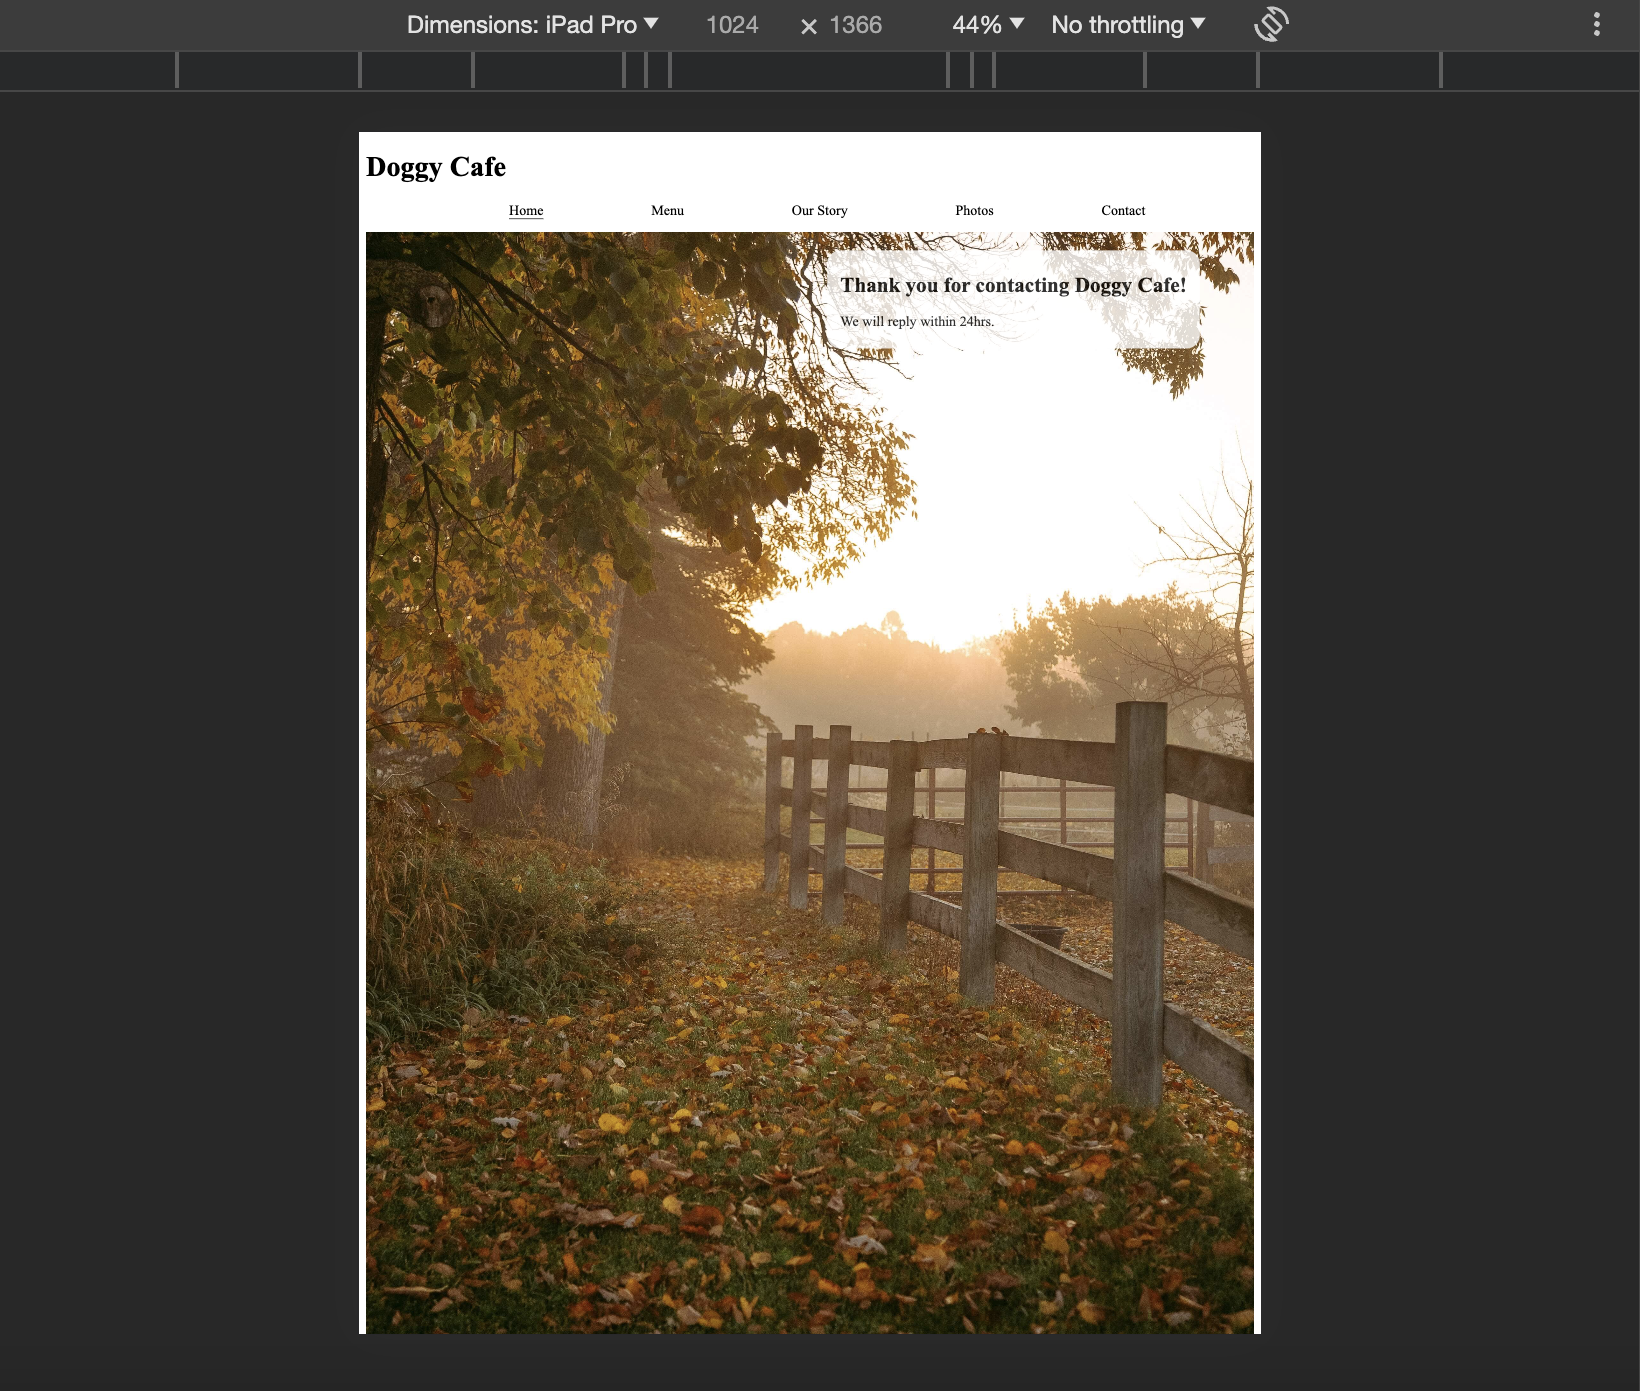 Dimensions: iPad Pro 1024 × 1366 44% No throttling
Doggy Cafe
Home Menu Our Story Photos Contact
Thank you for contacting Doggy Cafe!
We will reply within 24hrs.